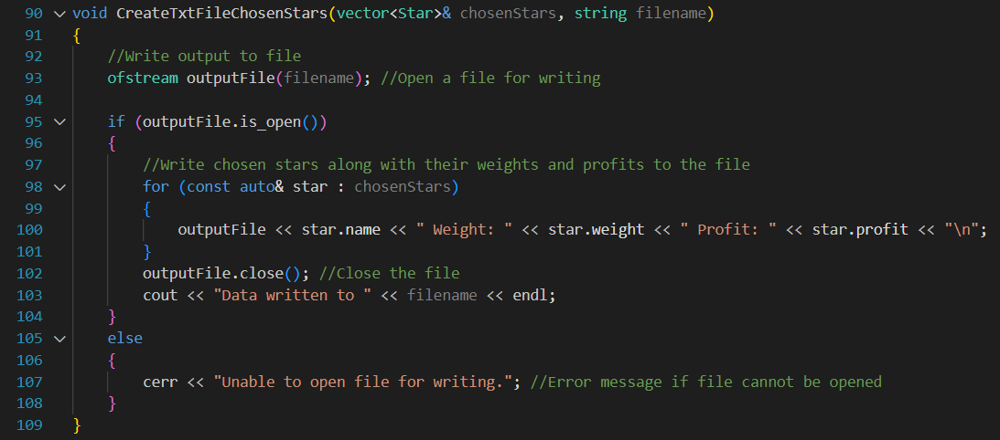 90 void CreateTxtFileChosenStars(vector<Star>& chosenStars, string filename)
91 {
92     //Write output to file
93     ofstream outputFile(filename); //Open a file for writing
94
95     if (outputFile.is_open())
96     {
97         //Write chosen stars along with their weights and profits to the file
98         for (const auto& star : chosenStars)
99         {
100             outputFile << star.name << " Weight: " << star.weight << " Profit: " << star.profit << "\n";
101         }
102         outputFile.close(); //Close the file
103         cout << "Data written to " << filename << endl;
104     }
105     else
106     {
107         cerr << "Unable to open file for writing."; //Error message if file cannot be opened
108     }
109 }